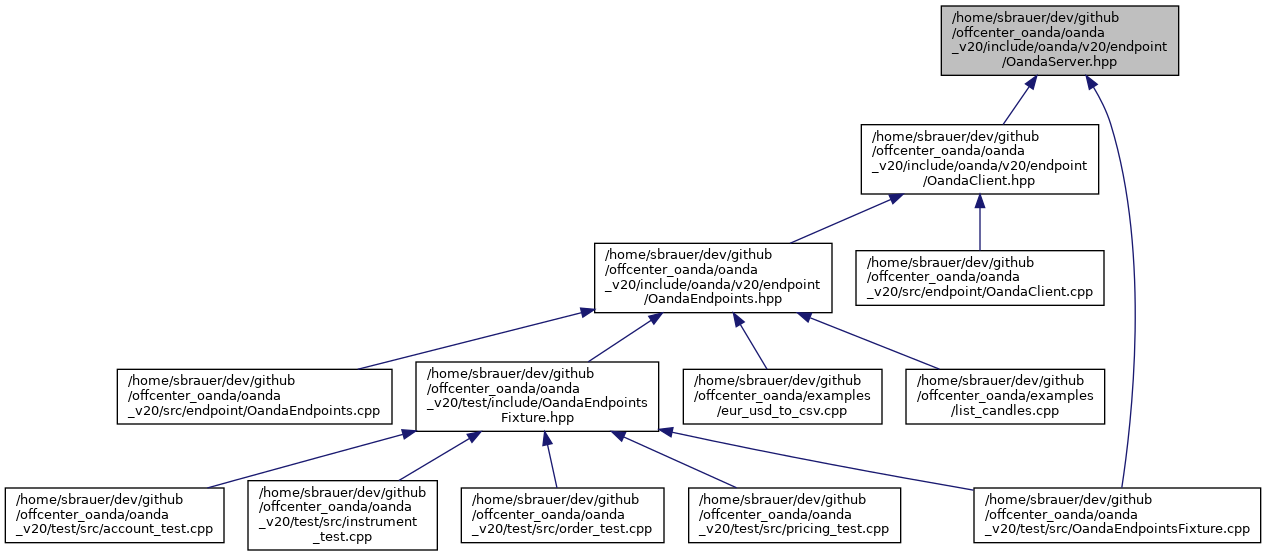 /home/sbrauer/dev/github
/offcenter_oanda/oanda
_v20/include/oanda/v20/endpoint
/OandaServer.hpp
/home/sbrauer/dev/github
/offcenter_oanda/oanda
_v20/include/oanda/v20/endpoint
/OandaClient.hpp
/home/sbrauer/dev/github
/offcenter_oanda/oanda
_v20/include/oanda/v20/endpoint
/OandaEndpoints.hpp
/home/sbrauer/dev/github
/offcenter_oanda/oanda
_v20/src/endpoint/OandaClient.cpp
/home/sbrauer/dev/github
/offcenter_oanda/oanda
_v20/src/endpoint/OandaEndpoints.cpp
/home/sbrauer/dev/github
/offcenter_oanda/oanda
_v20/test/include/OandaEndpoints
Fixture.hpp
/home/sbrauer/dev/github
/offcenter_oanda/examples
/eur_usd_to_csv.cpp
/home/sbrauer/dev/github
/offcenter_oanda/examples
/list_candles.cpp
/home/sbrauer/dev/github
/offcenter_oanda/oanda
_v20/test/src/account_test.cpp
/home/sbrauer/dev/github
/offcenter_oanda/oanda
_v20/test/src/instrument
_test.cpp
/home/sbrauer/dev/github
/offcenter_oanda/oanda
_v20/test/src/order_test.cpp
/home/sbrauer/dev/github
/offcenter_oanda/oanda
_v20/test/src/pricing_test.cpp
/home/sbrauer/dev/github
/offcenter_oanda/oanda
_v20/test/src/OandaEndpointsFixture.cpp